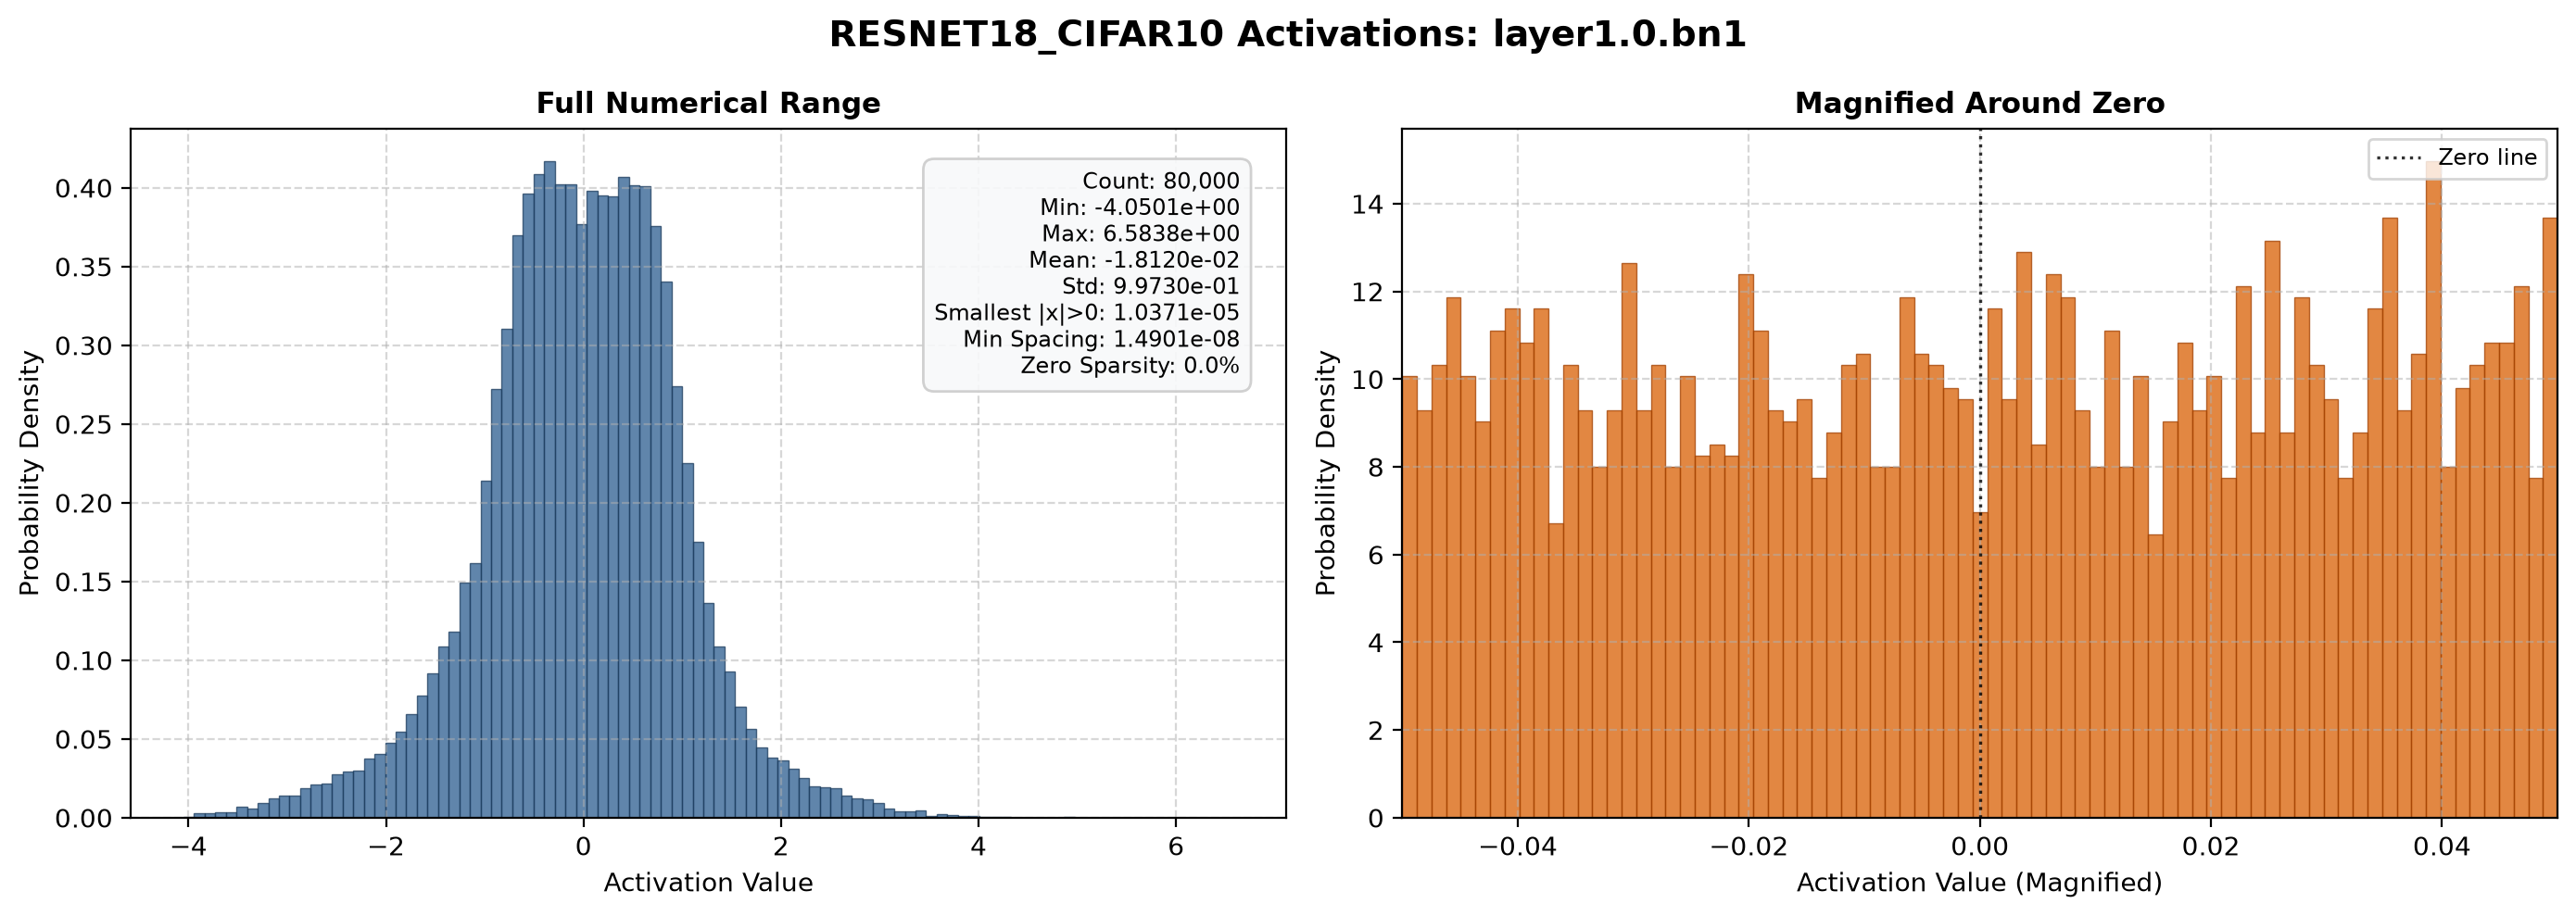 RESNET18_CIFAR10 Activations: layer1.0.bn1
Full Numerical Range
Probability Density
0.40
0.35
0.30
0.25
0.20
0.15
0.10
0.05
0.00
−4
−2
0
2
4
6
Activation Value
Count: 80,000
Min: -4.0501e+00
Max: 6.5838e+00
Mean: -1.8120e-02
Std: 9.9730e-01
Smallest |x|>0: 1.0371e-05
Min Spacing: 1.4901e-08
Zero Sparsity: 0.0%
Magnified Around Zero
Probability Density
14
12
10
8
6
4
2
0
−0.04
−0.02
0.00
0.02
0.04
Activation Value (Magnified)
Zero line